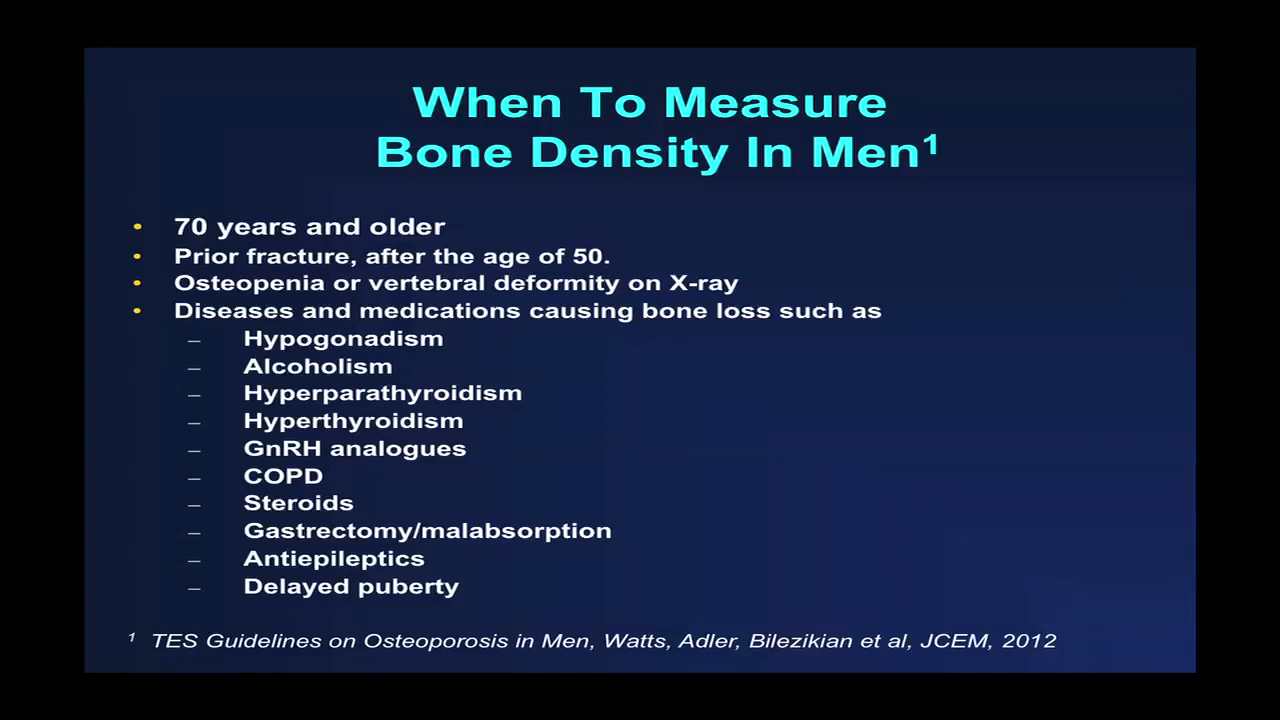 When To Measure
Bone Density In Men¹
• 70 years and older
• Prior fracture, after the age of 50.
• Osteopenia or vertebral deformity on X-ray
• Diseases and medications causing bone loss such as
– Hypogonadism
– Alcoholism
– Hyperparathyroidism
– Hyperthyroidism
– GnRH analogues
– COPD
– Steroids
– Gastrectomy/malabsorption
– Antiepileptics
– Delayed puberty
¹ TES Guidelines on Osteoporosis in Men, Watts, Adler, Bilezikian et al, JCEM, 2012